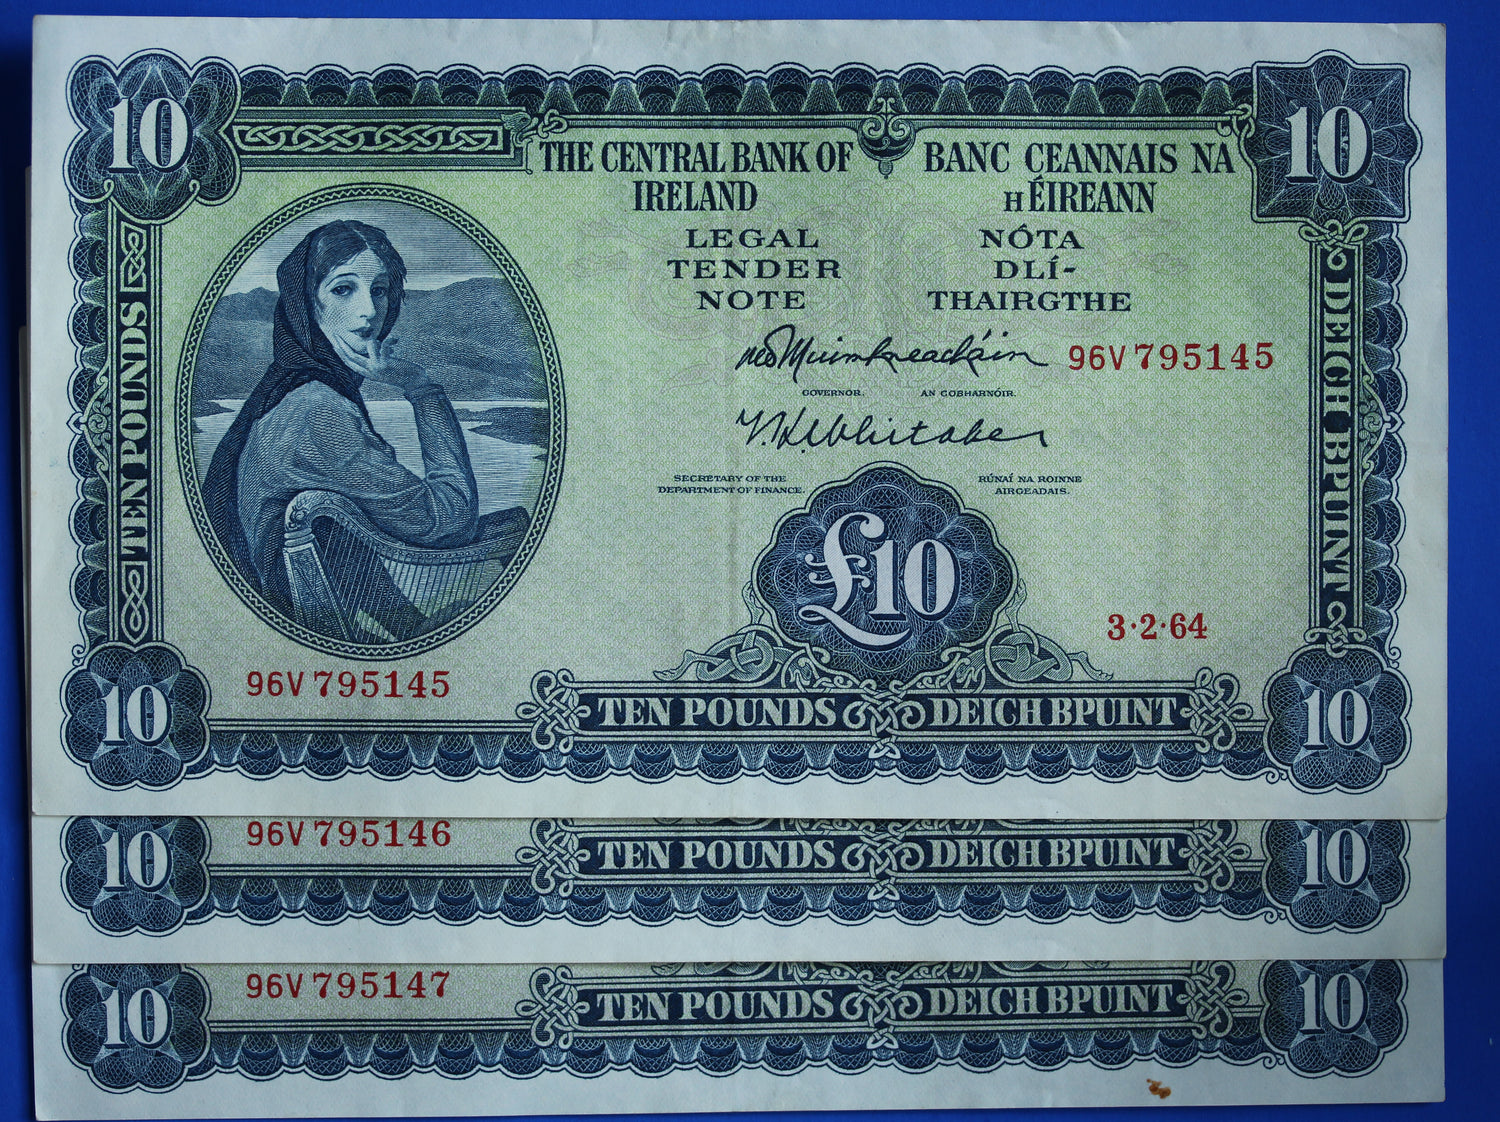 10
10
THE CENTRAL BANK OF
IRELAND
BANC CEANNAIS NA
hÉIREANN
LEGAL
TENDER
NOTE
NÓTA
DLÍ-
THAIRGTHE
TEN POUNDS
DEICH BPUINT
96V 795145
GOVERNOR.
AN GOBHARNÓIR.
T.K. Whitaker
SECRETARY OF THE
DEPARTMENT OF FINANCE.
RÚNAÍ NA ROINNE
AIRGEADAIS.
£10
3·2·64
96V 795145
10
TEN POUNDS
DEICH BPUINT
10
96V 795146
10
TEN POUNDS
DEICH BPUINT
10
96V 795147
10
TEN POUNDS
DEICH BPUINT
10